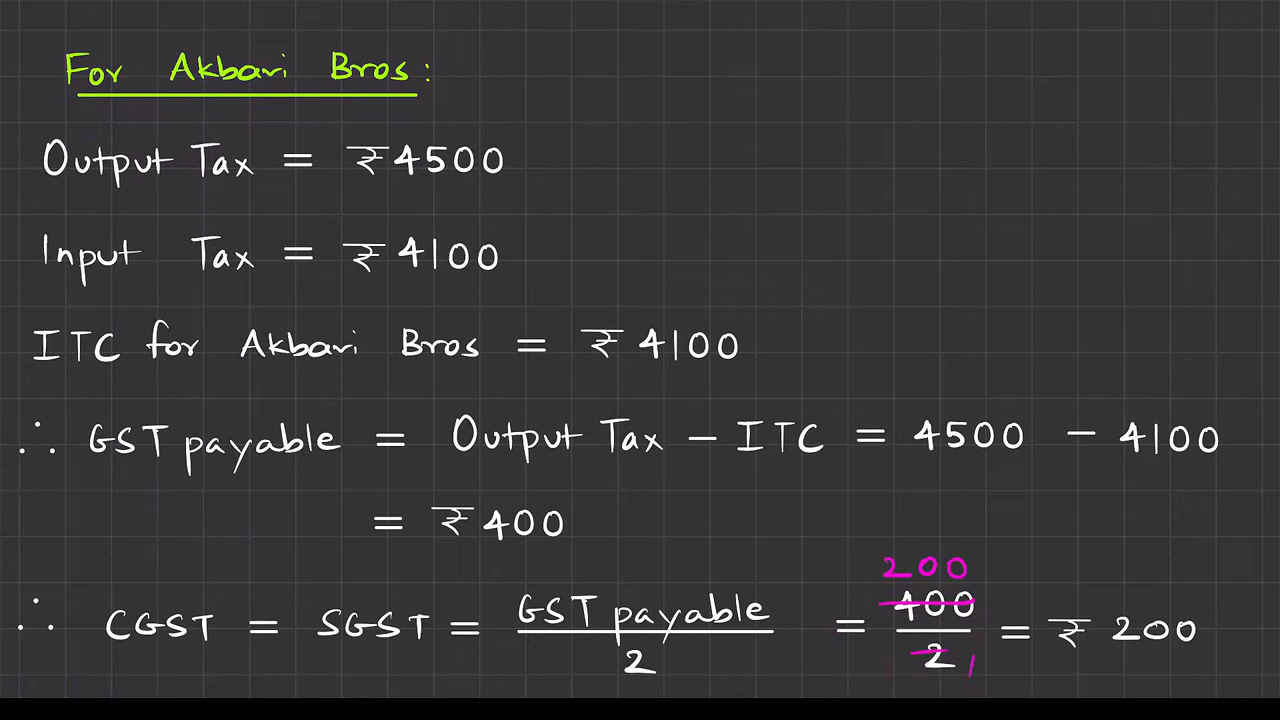 For Akbari Bros:
Output Tax = ₹4500
Input Tax = ₹4100
ITC for Akbari Bros = ₹4100
∴ GST payable = Output Tax - ITC = 4500 - 4100
= ₹400
200
∴ CGST = SGST = GST payable / 2 = 400 / 2 = ₹ 200
1